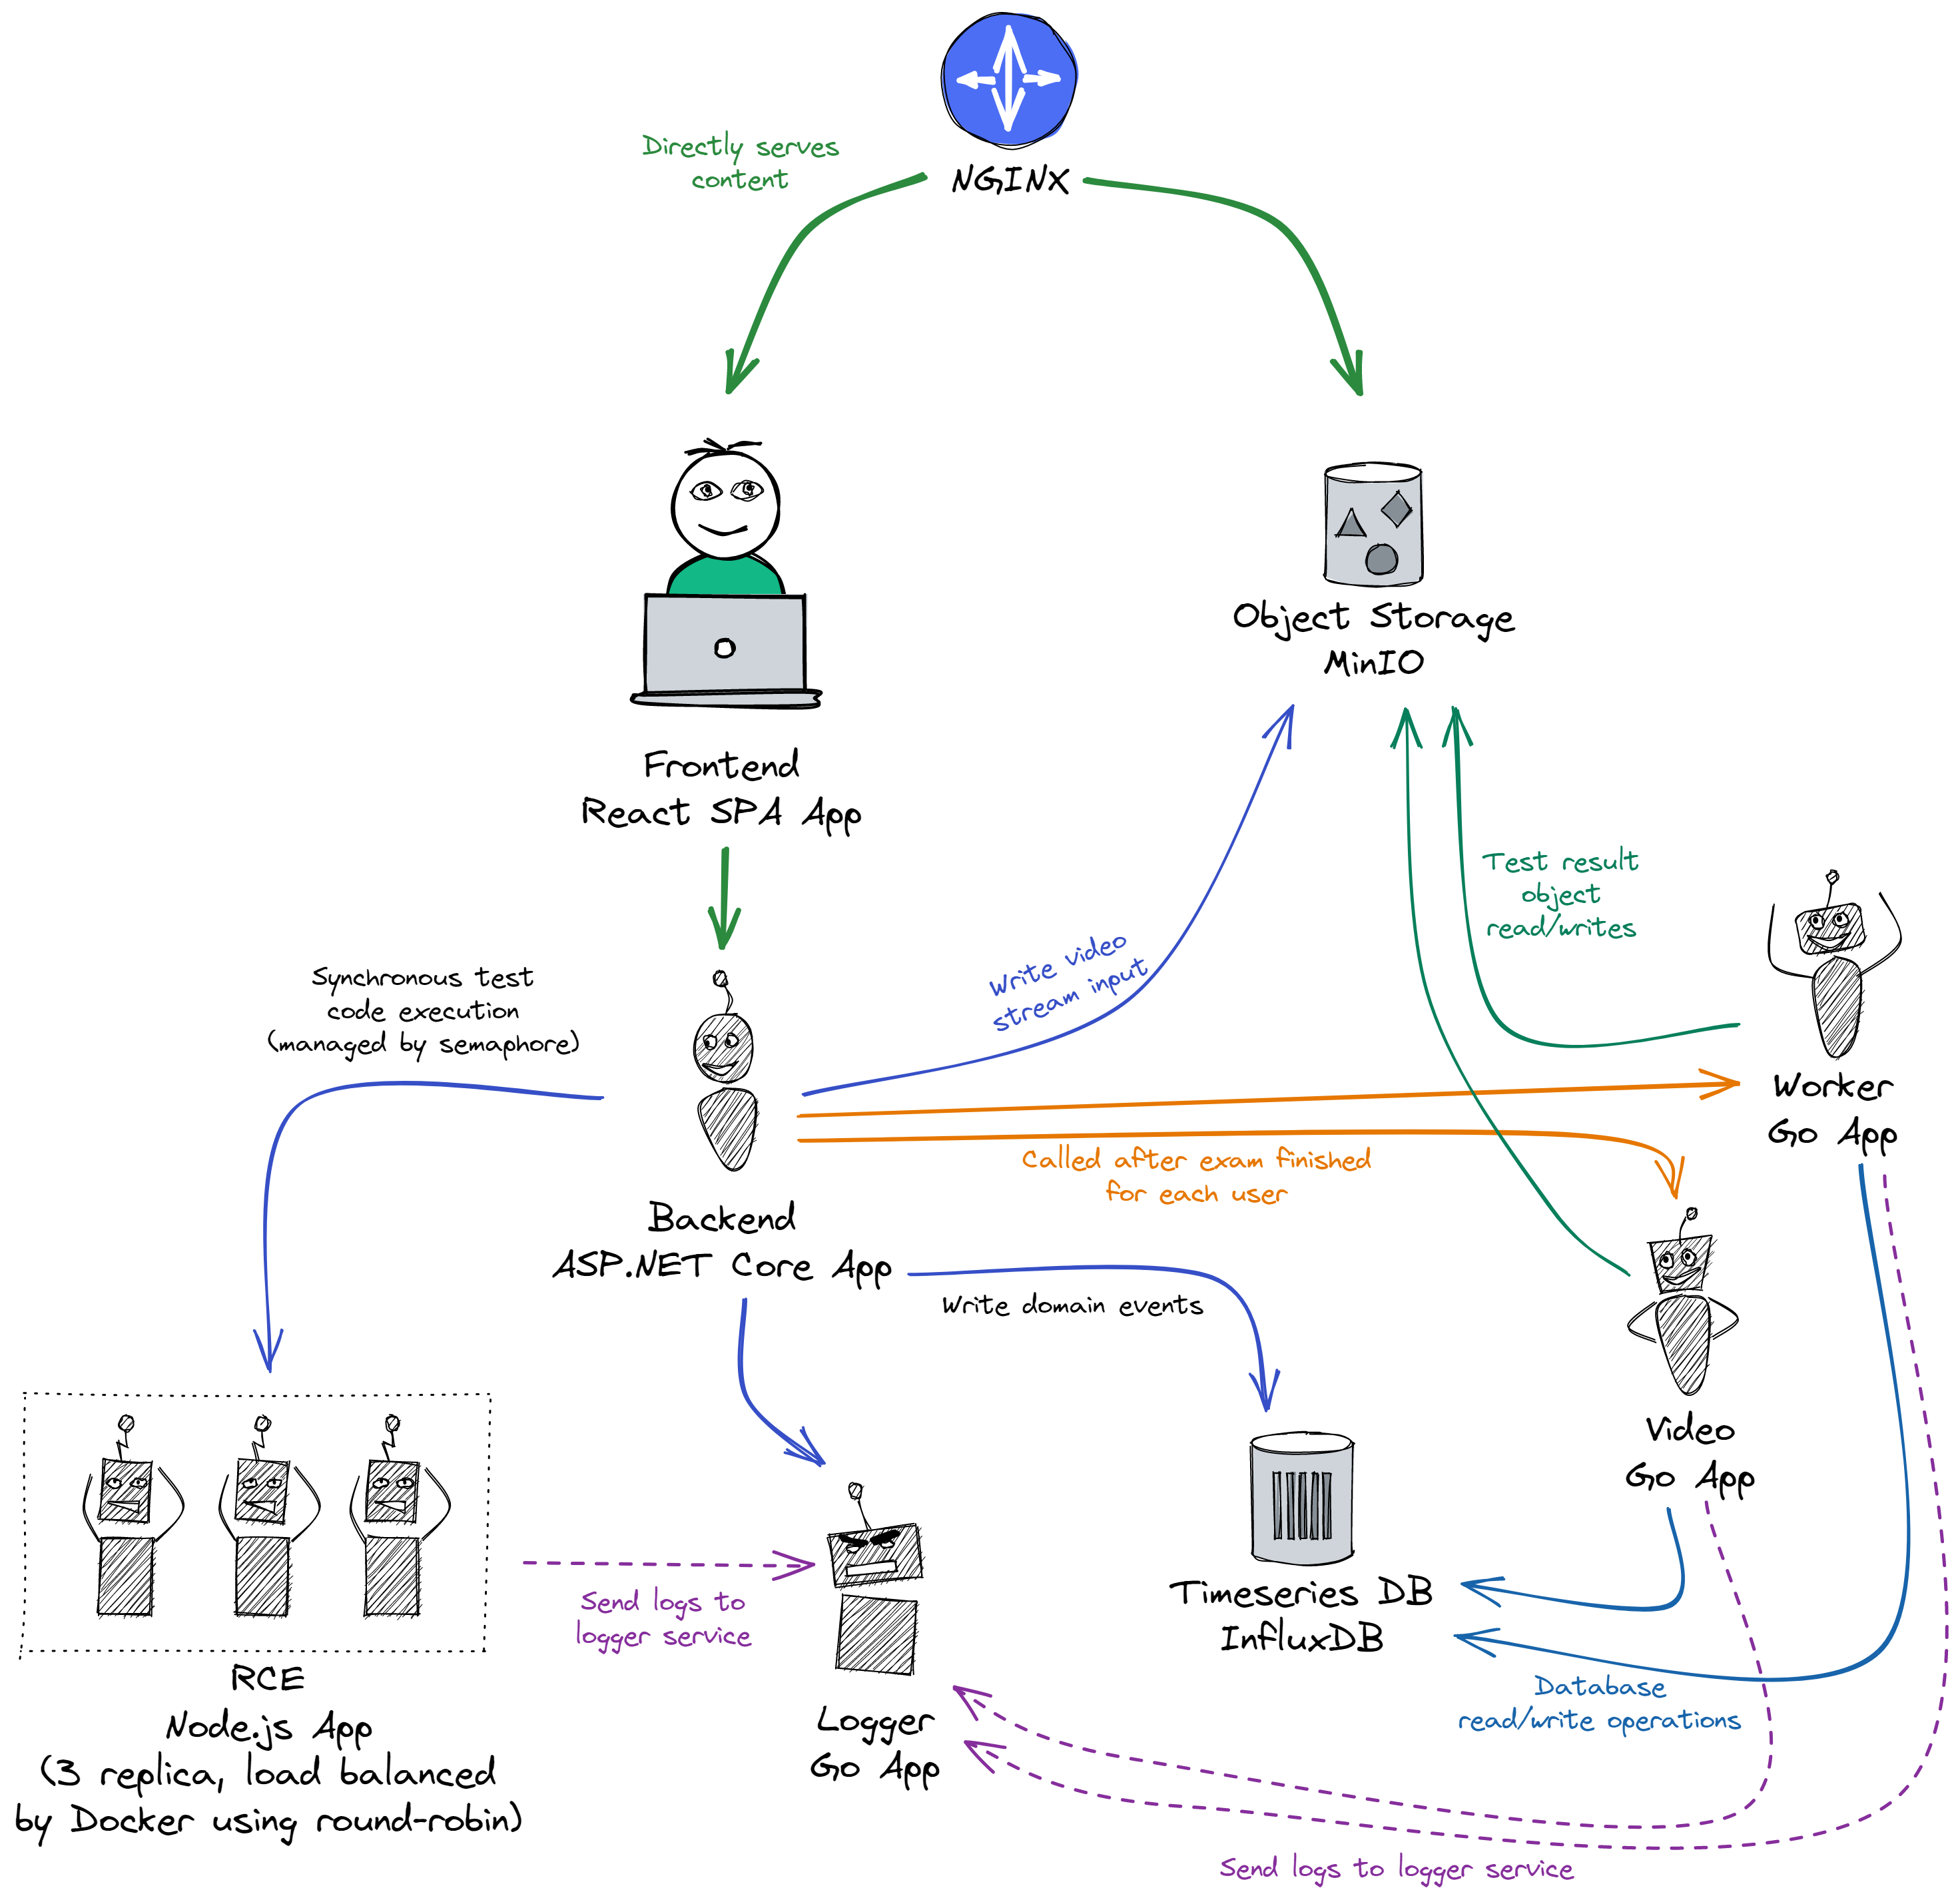 Directly serves
content
NGINX
Object Storage
MinIO
Frontend
React SPA App
Test result
object
read/writes
Write video
stream input
Synchronous test
code execution
(managed by semaphore)
Worker
Go App
Called after exam finished
for each user
Backend
ASP.NET Core App
Write domain events
Video
Go App
Timeseries DB
InfluxDB
Send logs to
logger service
RCE
Node.js App
(3 replica, load balanced
by Docker using round-robin)
Logger
Go App
Database
read/write operations
Send logs to logger service